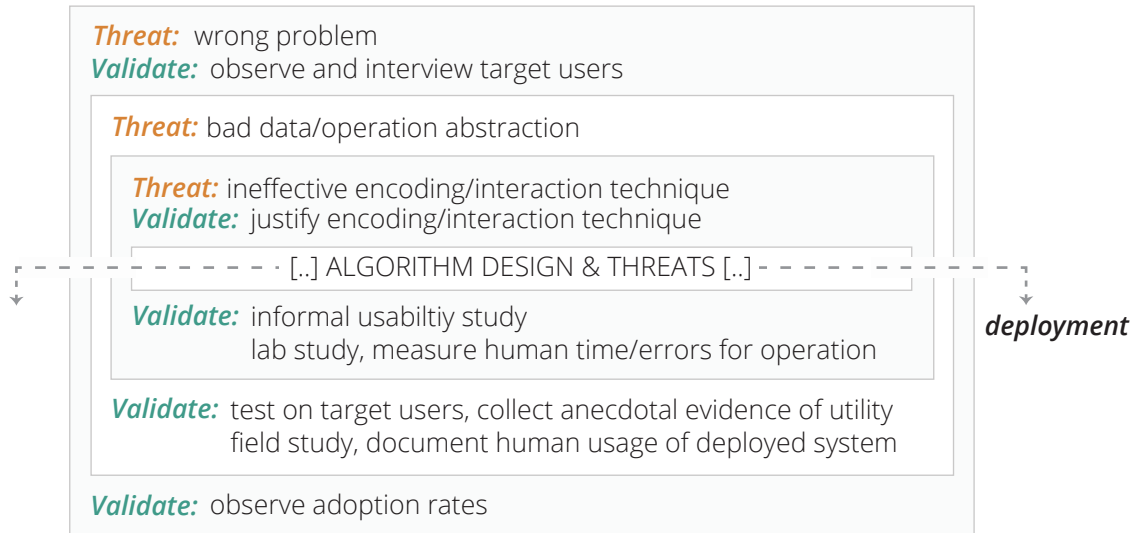 Threat: wrong problem
Validate: observe and interview target users
Threat: bad data/operation abstraction
Threat: ineffective encoding/interaction technique
Validate: justify encoding/interaction technique
[..] ALGORITHM DESIGN & THREATS [..]
deployment
Validate: informal usabiltiy study
lab study, measure human time/errors for operation
Validate: test on target users, collect anecdotal evidence of utility
field study, document human usage of deployed system
Validate: observe adoption rates